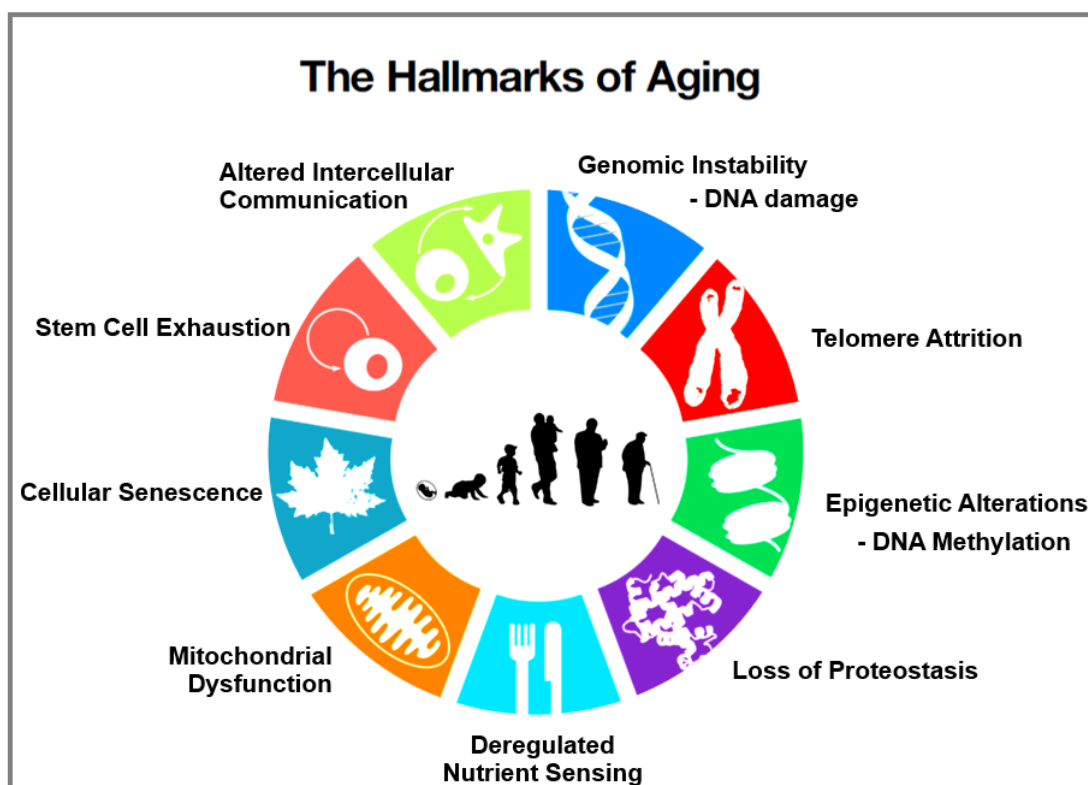 The Hallmarks of Aging
Genomic Instability
- DNA damage
Telomere Attrition
Epigenetic Alterations
- DNA Methylation
Loss of Proteostasis
Deregulated
Nutrient Sensing
Mitochondrial
Dysfunction
Cellular Senescence
Stem Cell Exhaustion
Altered Intercellular
Communication